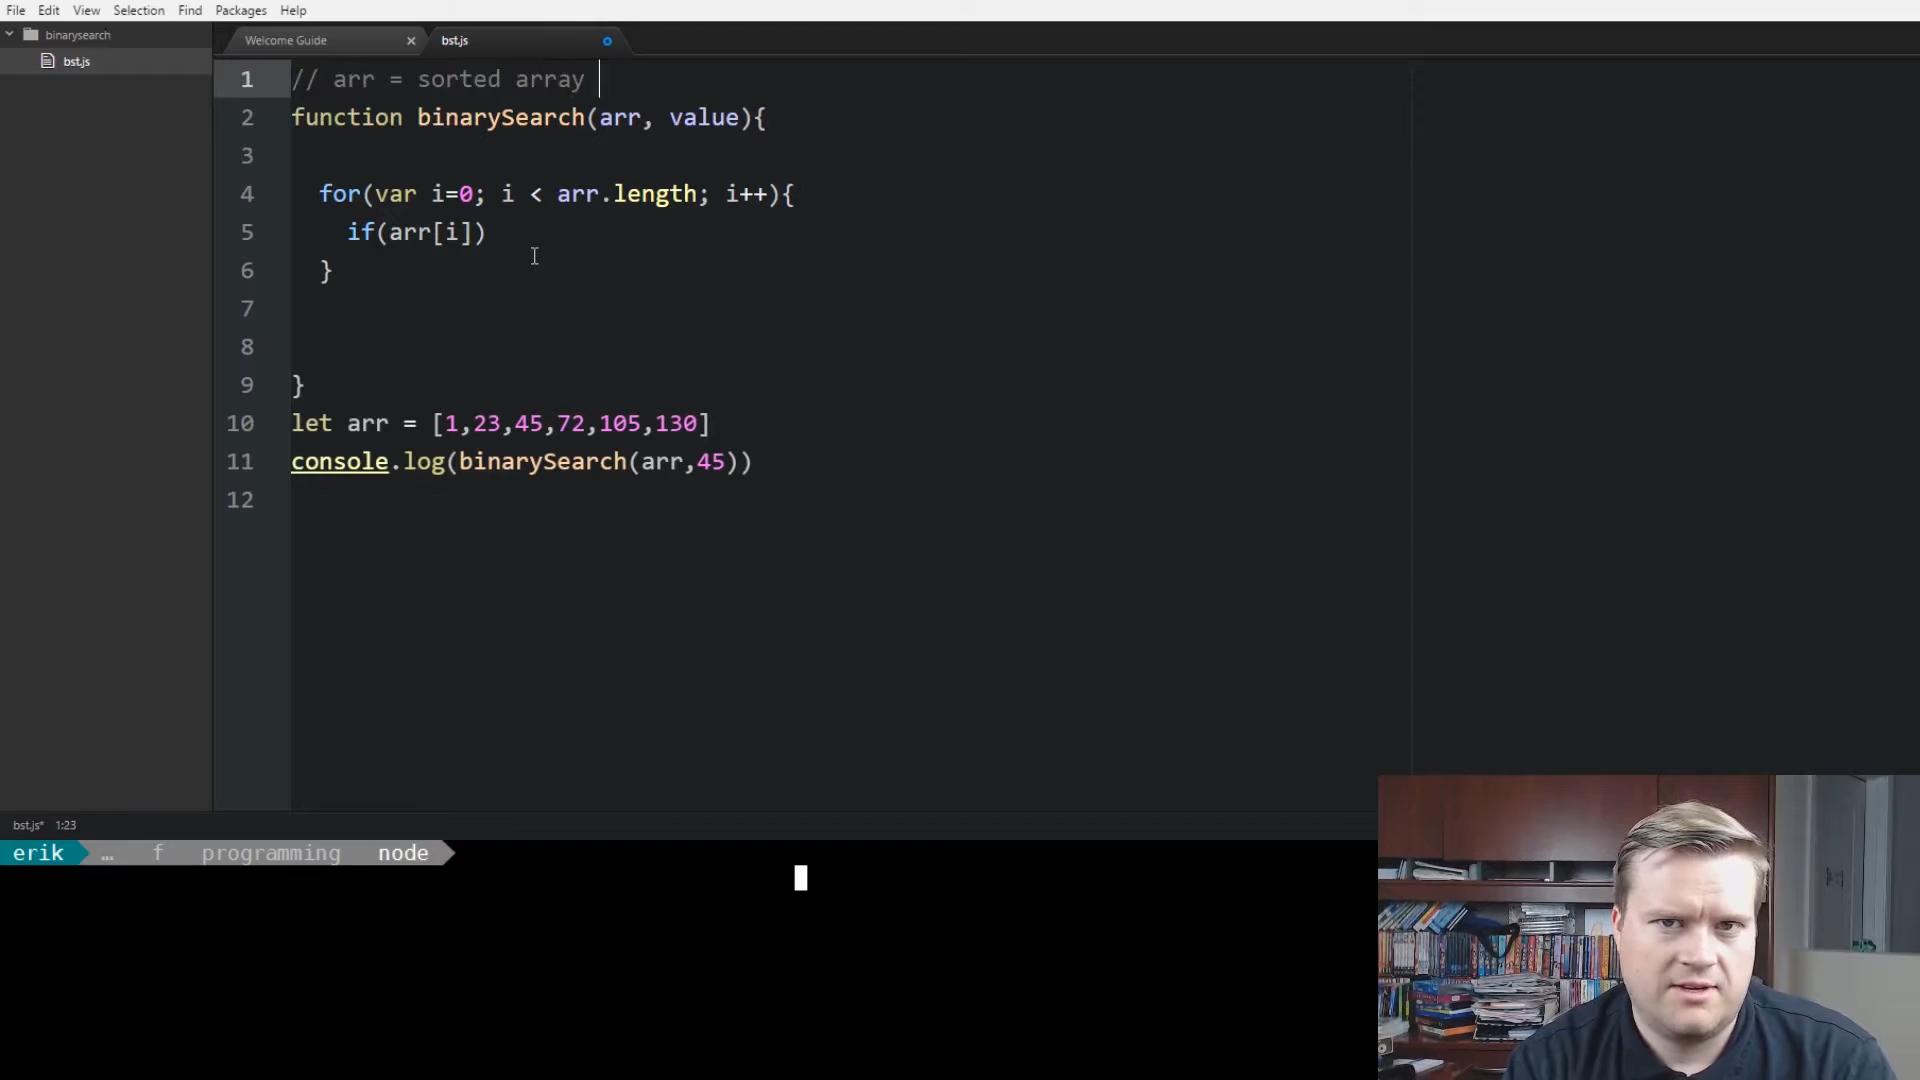 File Edit View Selection Find Packages Help
binarysearch
bst.js
Welcome Guide
bst.js
1 // arr = sorted array
2 function binarySearch(arr, value){
3
4 for(var i=0; i < arr.length; i++){
5 if(arr[i])
6 }
7
8
9 }
10 let arr = [1,23,45,72,105,130]
11 console.log(binarySearch(arr,45))
12
bst.js* 1:23
erik … f programming node